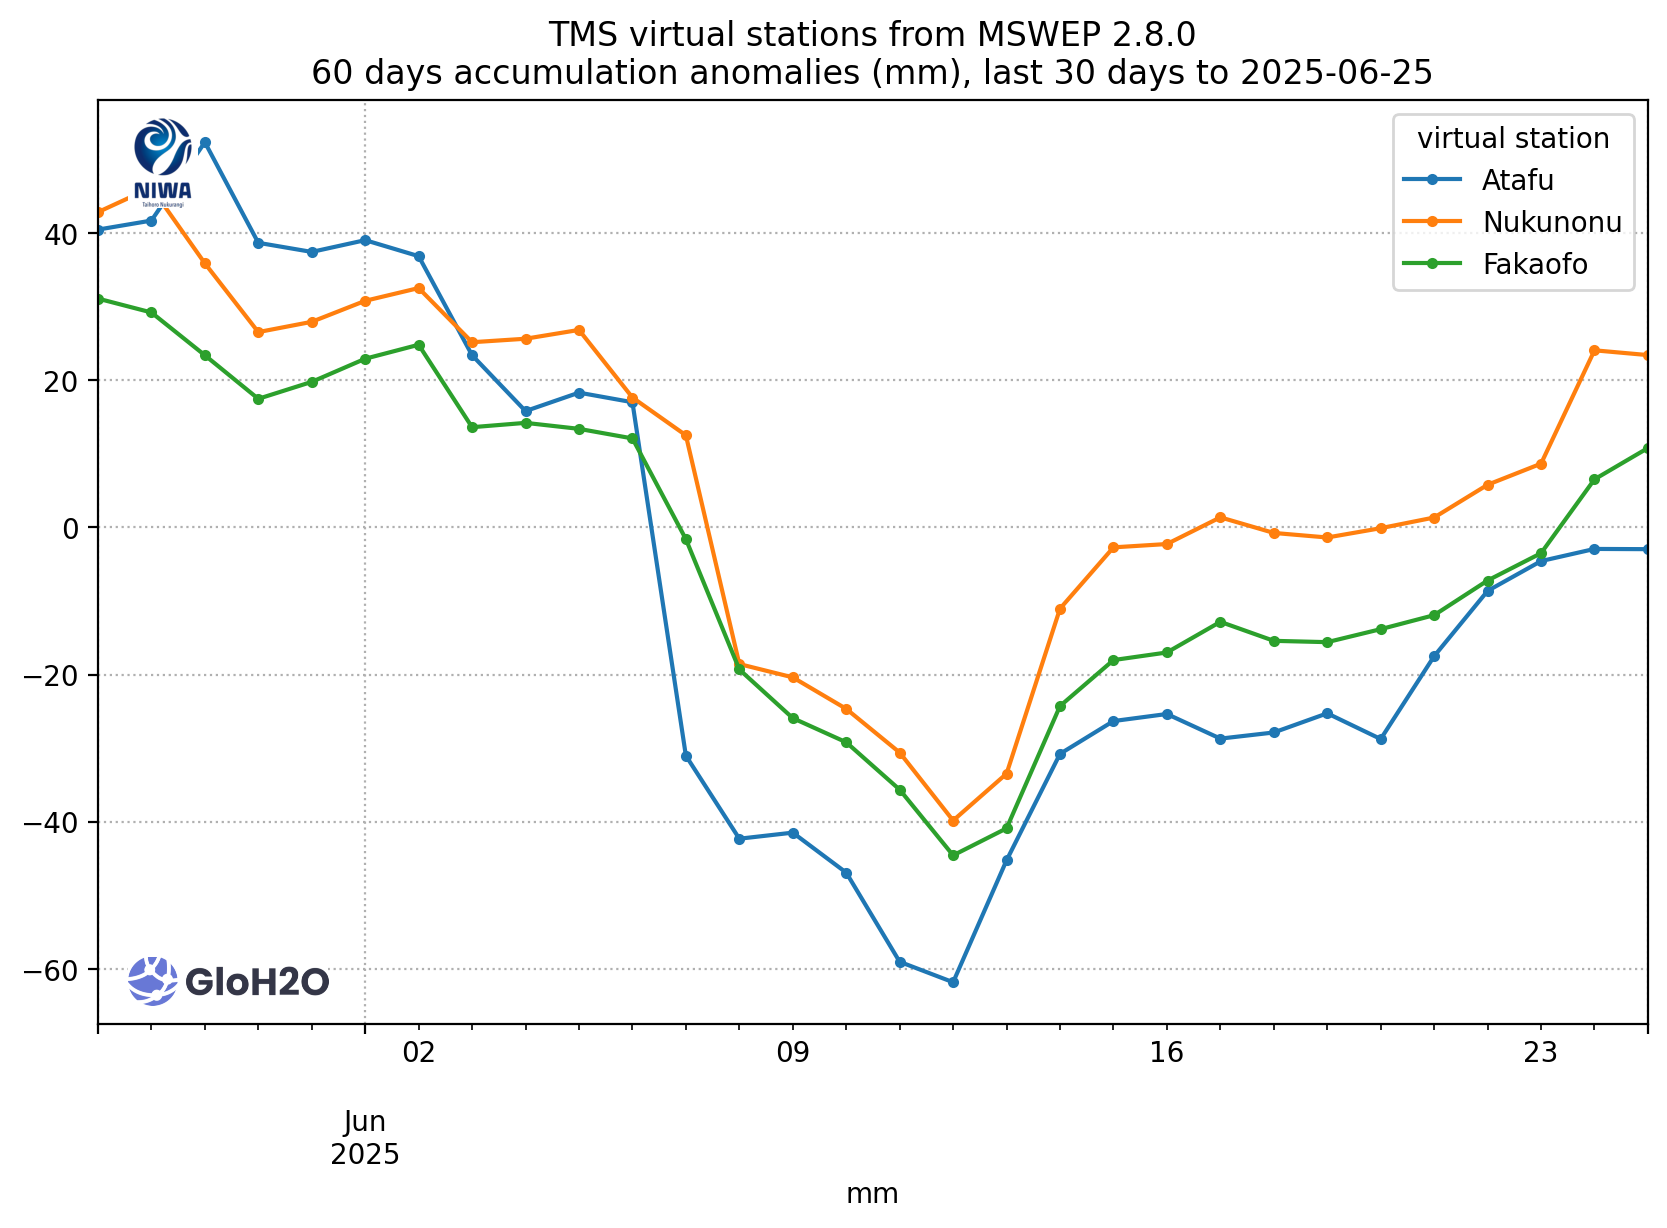 TMS virtual stations from MSWEP 2.8.0
60 days accumulation anomalies (mm), last 30 days to 2025-06-25
NIWA
Taihoro Nukurangi
virtual station
Atafu
Nukunonu
Fakaofo
40
20
0
−20
−40
−60
GloH2O
02 09 16 23
Jun
2025
mm